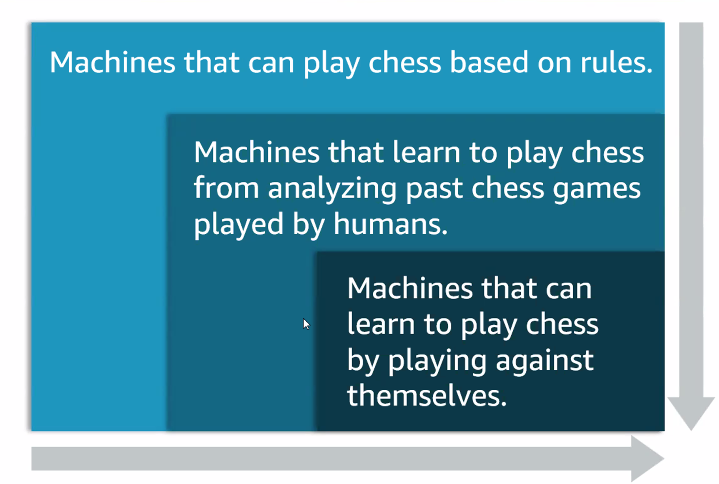 Machines that can play chess based on rules.
Machines that learn to play chess
from analyzing past chess games
played by humans.
Machines that can
learn to play chess
by playing against
themselves.